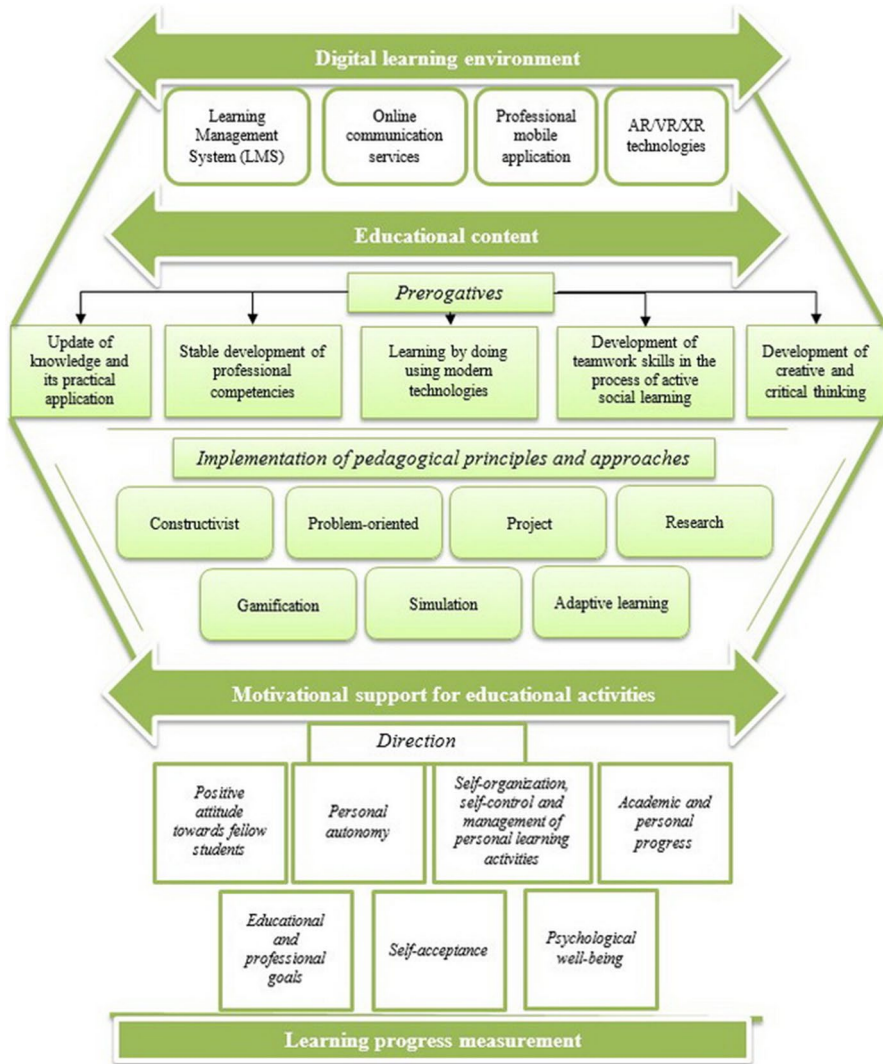 Digital learning environment
Learning
Management
System (LMS)
Online
communication
services
Professional
mobile
application
AR/VR/XR
technologies
Educational content
Prerogatives
Update of
knowledge and
its practical
application
Stable development of
professional
competencies
Learning by doing
using modern
technologies
Development of
teamwork skills in the
process of active
social learning
Development of
creative and
critical thinking
Implementation of pedagogical principles and approaches
Constructivist
Problem-oriented
Project
Research
Gamification
Simulation
Adaptive learning
Motivational support for educational activities
Direction
Positive
attitude
towards fellow
students
Personal
autonomy
Self-organization,
self-control and
management of
personal learning
activities
Academic and
personal
progress
Educational
and
professional
goals
Self-acceptance
Psychological
well-being
Learning progress measurement